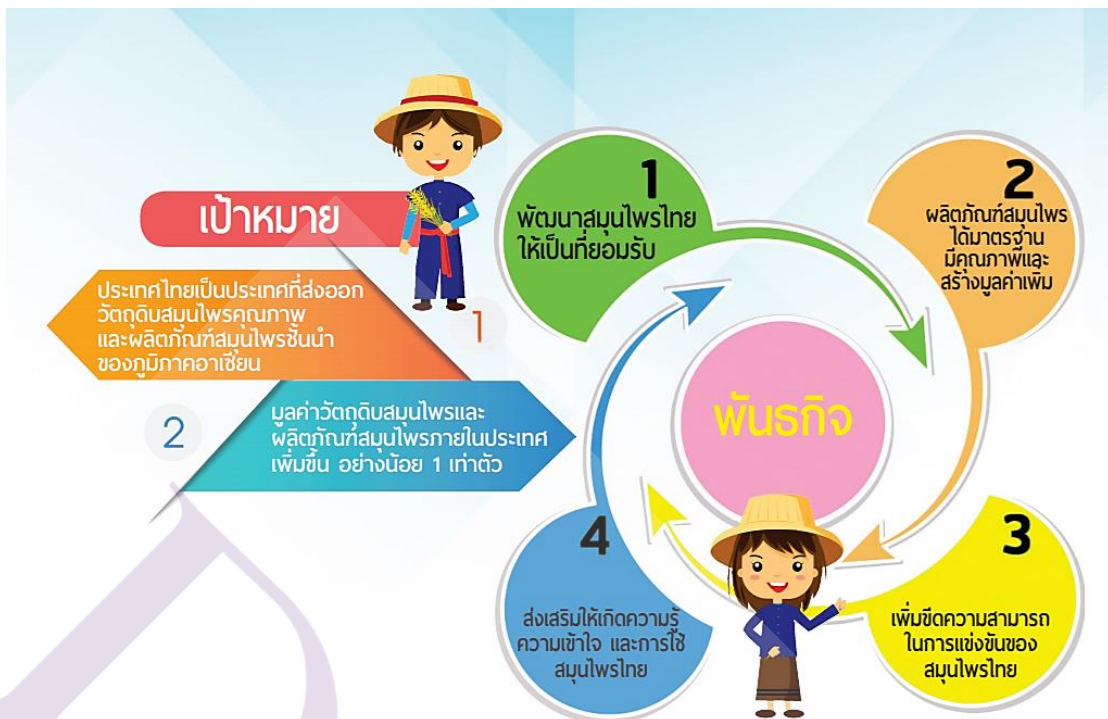 เป้าหมาย
ประเทศไทยเป็นประเทศที่ส่งออก
วัตถุดิบสมุนไพรคุณภาพ
และผลิตภัณฑ์สมุนไพรชั้นนำ
ของภูมิภาคอาเซียน
1
2
มูลค่าวัตถุดิบสมุนไพรและ
ผลิตภัณฑ์สมุนไพรภายในประเทศ
เพิ่มขึ้น อย่างน้อย 1 เท่าตัว
พันธกิจ
1
พัฒนาสมุนไพรไทย
ให้เป็นที่ยอมรับ
2
ผลิตภัณฑ์สมุนไพร
ได้มาตรฐาน
มีคุณภาพและ
สร้างมูลค่าเพิ่ม
3
เพิ่มขีดความสามารถ
ในการแข่งขันของ
สมุนไพรไทย
4
ส่งเสริมให้เกิดความรู้
ความเข้าใจ และการใช้
สมุนไพรไทย